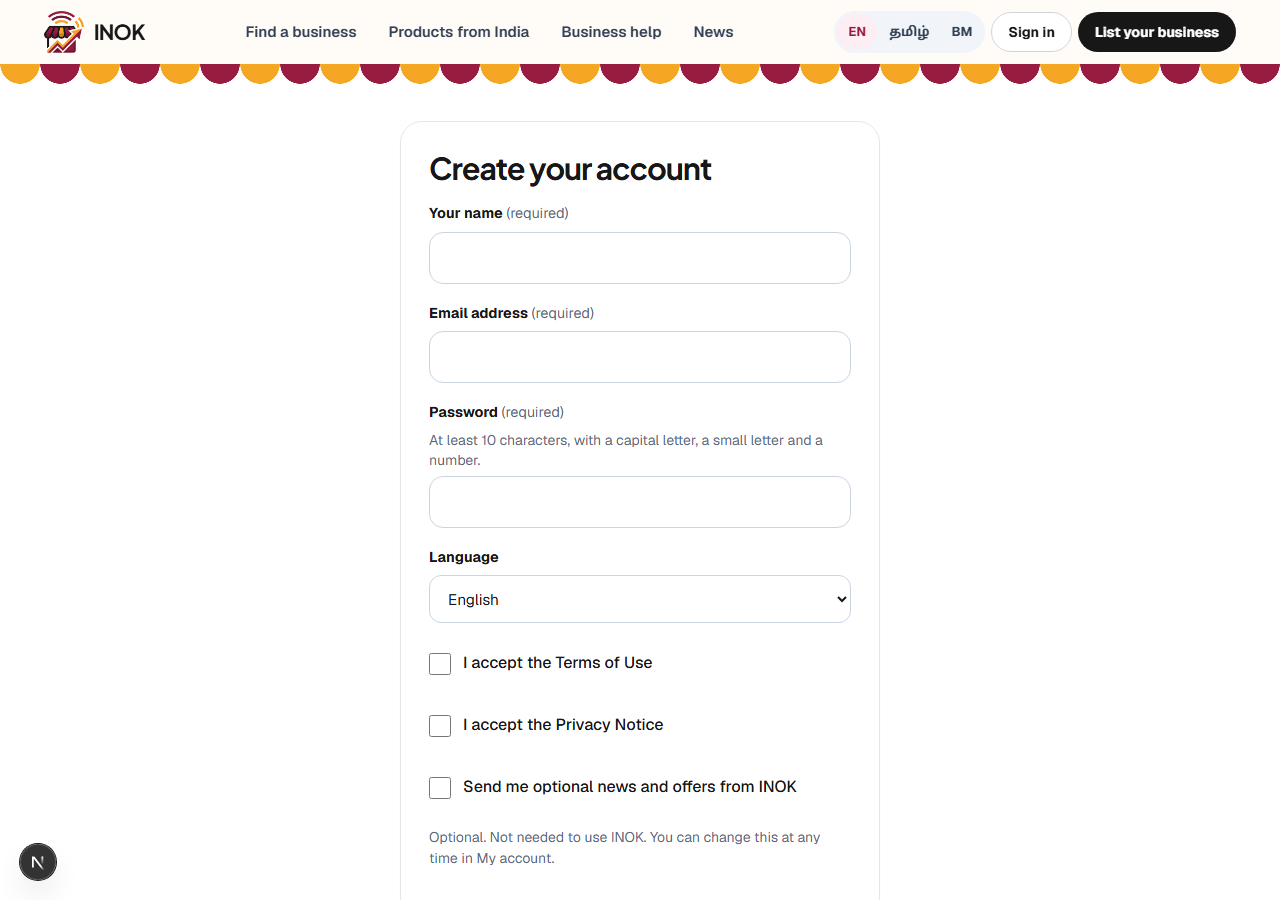 INOK
Find a business
Products from India
Business help
News
EN
தமிழ்
BM
Sign in
List your business
Create your account
Your name (required)
Email address (required)
Password (required)
At least 10 characters, with a capital letter, a small letter and a
number.
Language
English
I accept the Terms of Use
I accept the Privacy Notice
Send me optional news and offers from INOK
Optional. Not needed to use INOK. You can change this at any
time in My account.
N